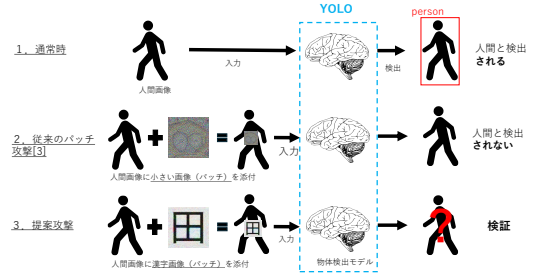 YOLO
person
1．通常時
入力
検出
人間と検出
される
人間画像
2．従来のパッチ
攻撃[3]
入力
人間と検出
されない
人間画像に小さい画像（パッチ）を添付
3．提案攻撃
田
田
入力
?
検証
人間画像に漢字画像（パッチ）を添付
物体検出モデル